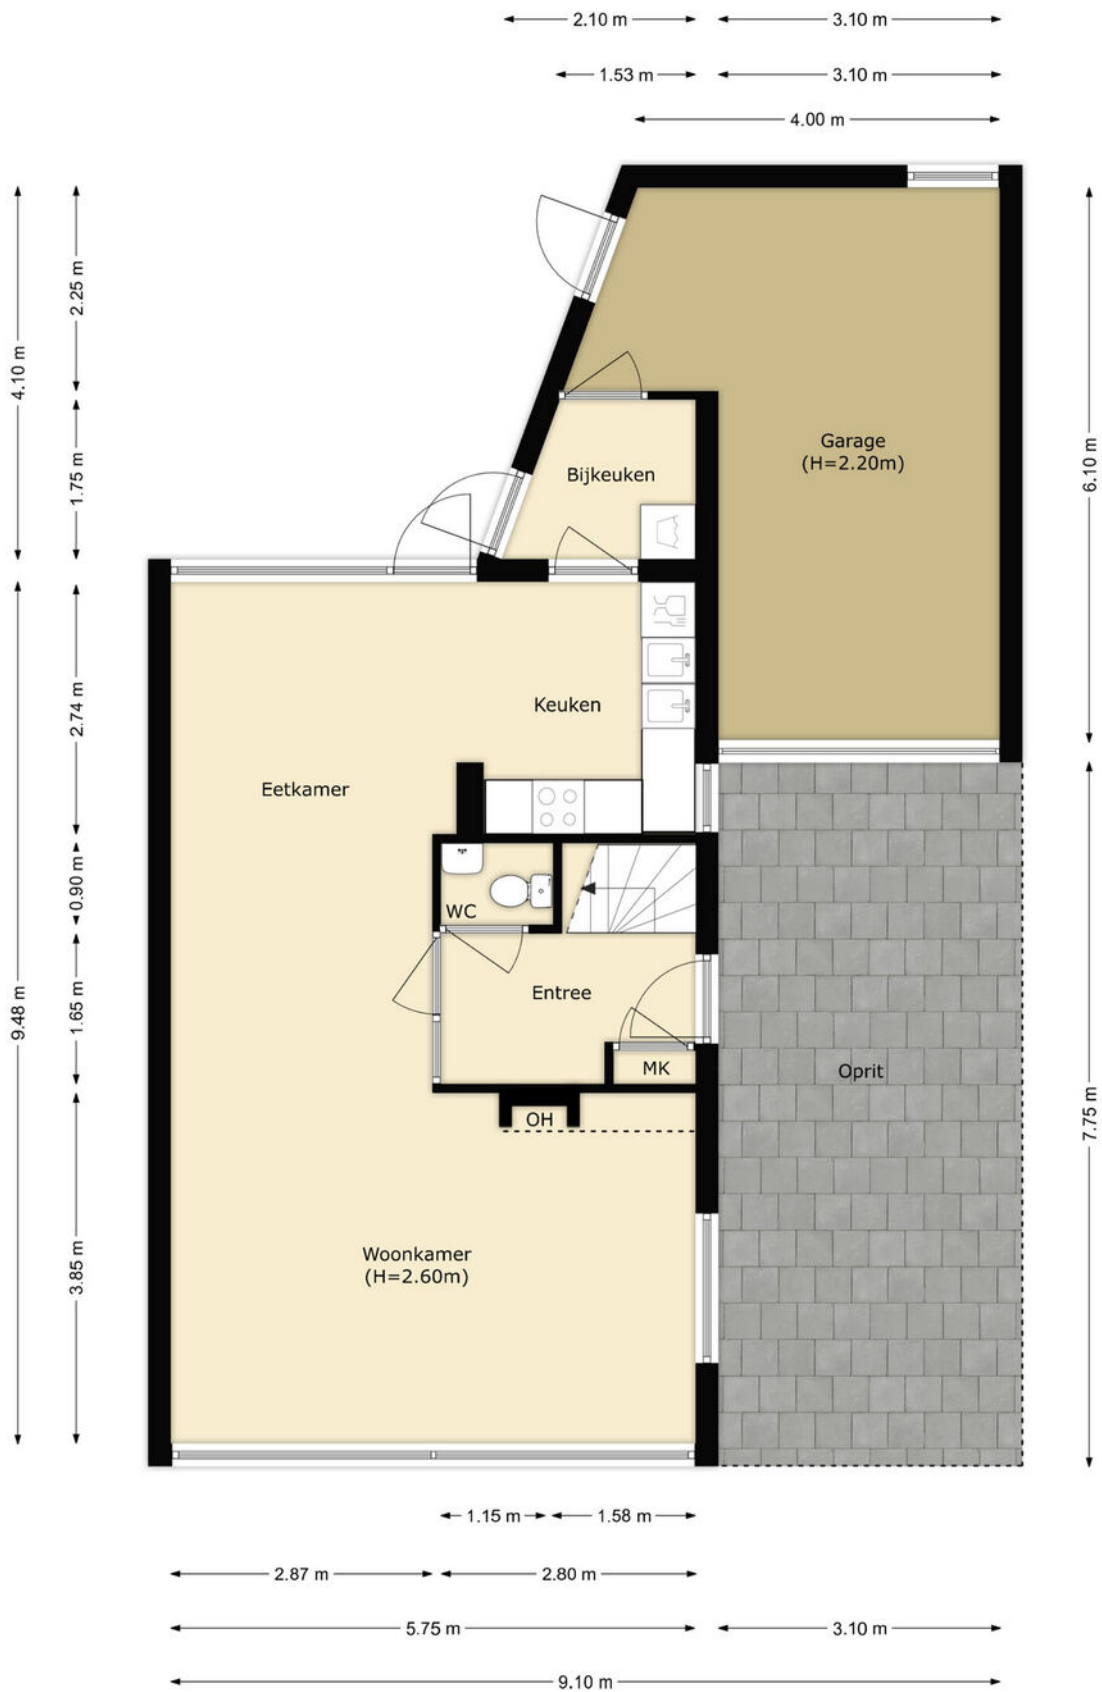 2.10 m
3.10 m
1.53 m
3.10 m
4.00 m
4.10 m
2.25 m
1.75 m
6.10 m
Garage
(H=2.20m)
Bijkeuken
Keuken
Eetkamer
2.74 m
0.90 m
WC
1.65 m
Entree
9.48 m
MK
Oprit
OH
7.75 m
3.85 m
Woonkamer
(H=2.60m)
1.15 m
1.58 m
2.87 m
2.80 m
5.75 m
3.10 m
9.10 m